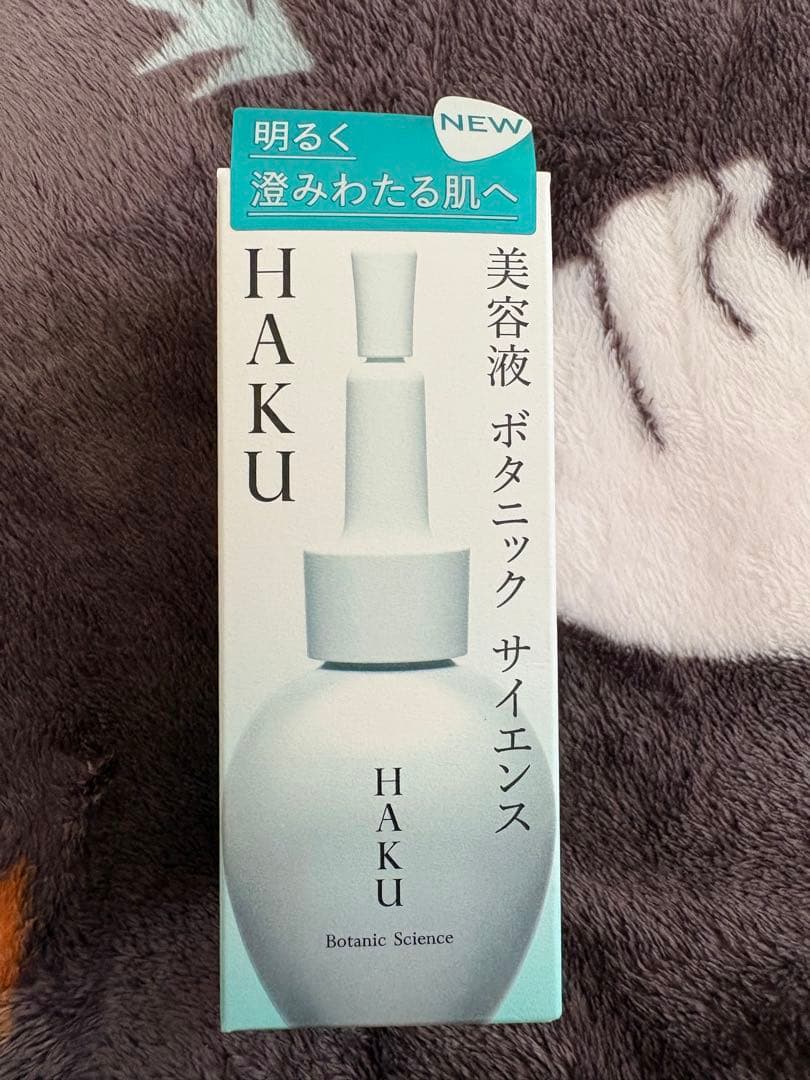 NEW
明るく
澄みわたる肌へ
HAKU
美容液 ボタニック サイエンス
HAKU
Botanic Science